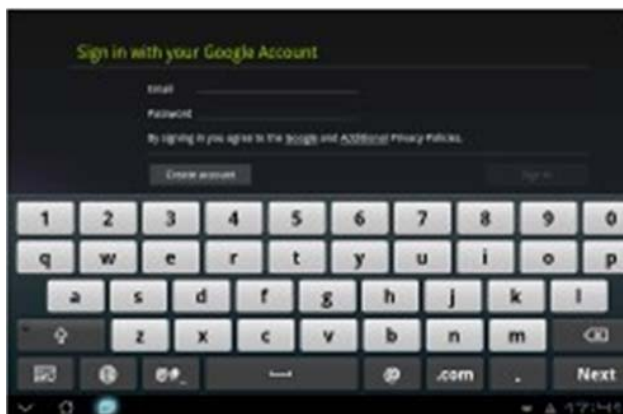 Sign in with your Google Account
Email
Password
By signing in you agree to the Google and Additional Privacy Policies.
Create account Sign in
1 2 3 4 5 6 7 8 9 0
q w e r t y u i o p
a s d f g h j k l
z x c v b n m
@#_ @ .com . Next